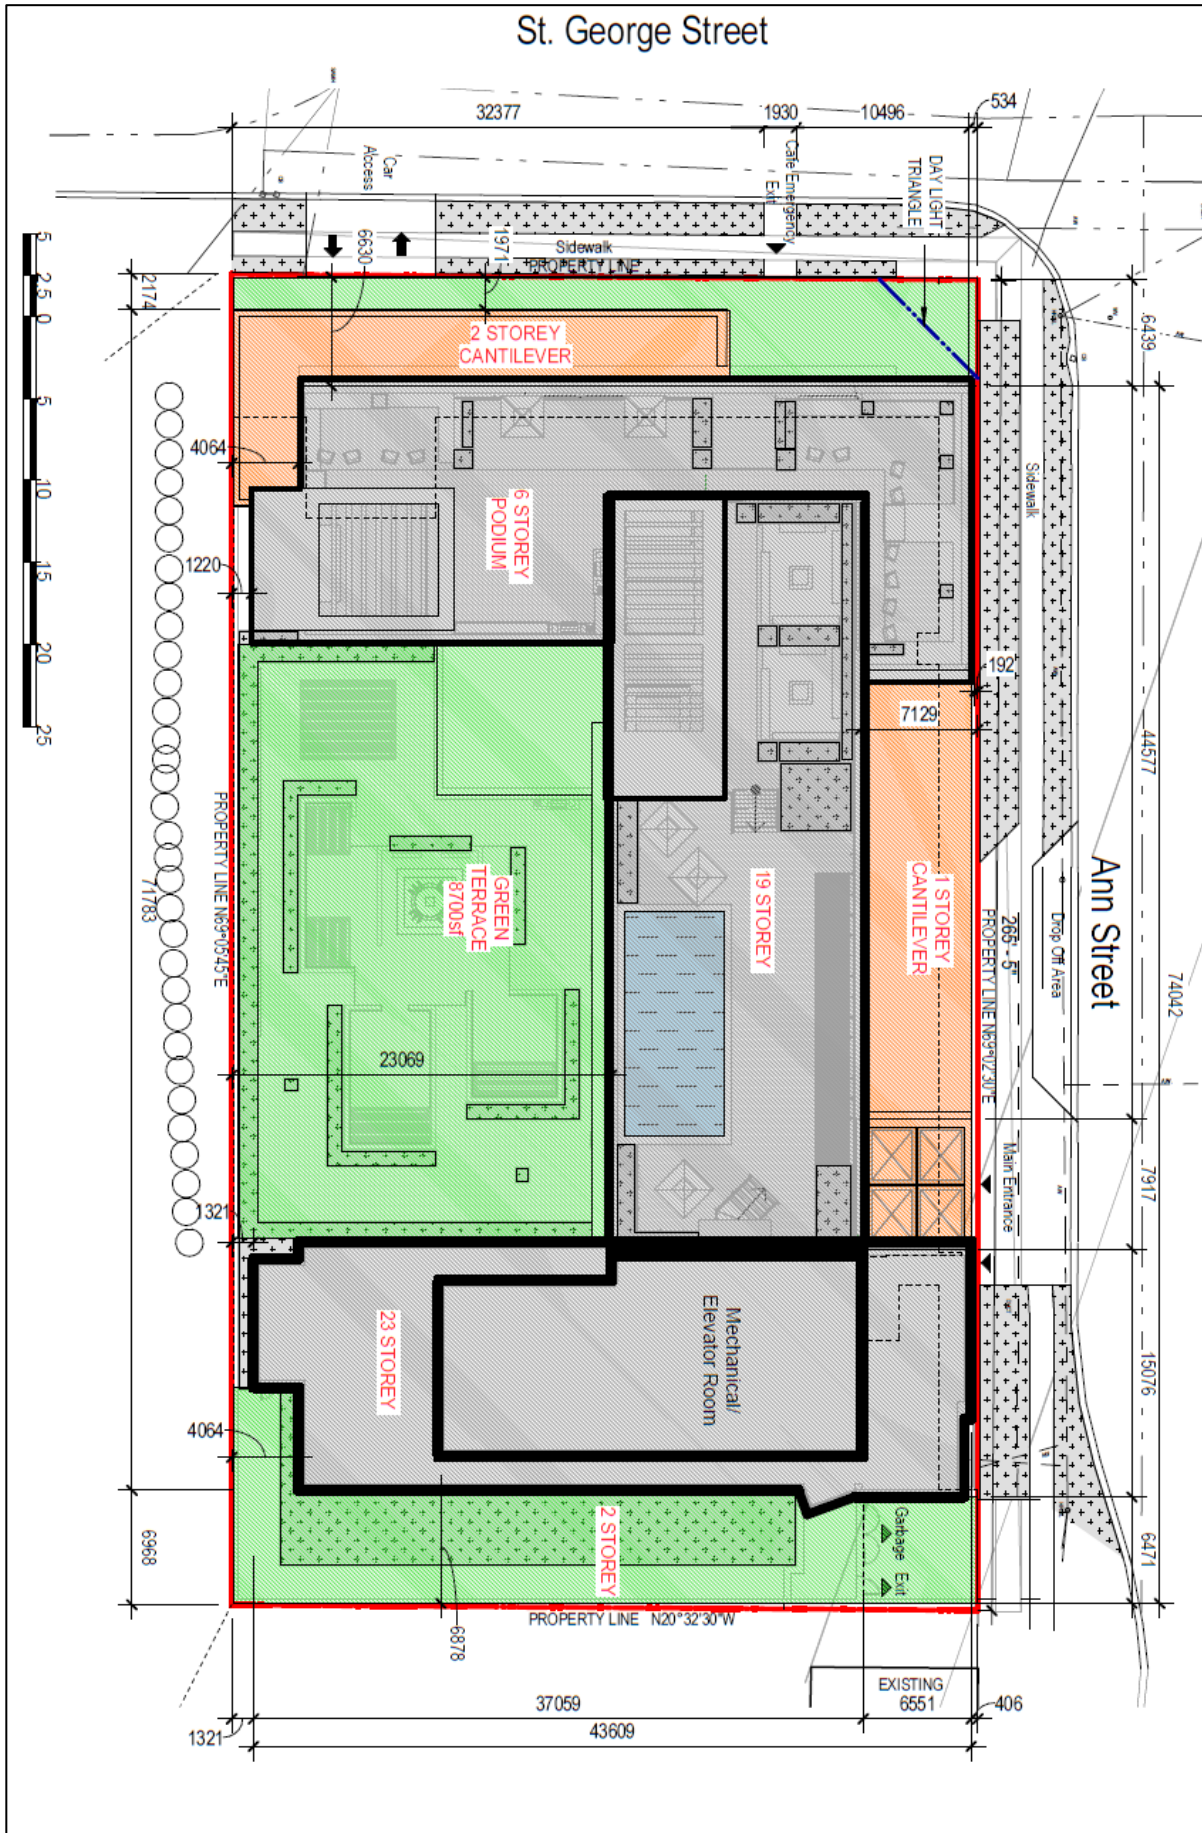 St. George Street
32377
1930
10496
534
Car
Access
Cafe Emergency
Exit
DAY LIGHT
TRIANGLE
6630
1971
Sidewalk
PROPERTY LINE
2174
6439
5
2.5
0
5
10
15
20
25
2 STOREY
CANTILEVER
4064
6 STOREY
PODIUM
Sidewalk
1220
192
7129
44577
PROPERTY LINE N69°05'45"E
71783
GREEN
TERRACE
8700sf
19 STOREY
1 STOREY
CANTILEVER
PROPERTY LINE N69°02'30"E
265' - 5"
Drop Off Area
Ann Street
74042
23069
Main Entrance
7917
1321
23 STOREY
Mechanical/
Elevator Room
15076
4064
6968
2 STOREY
Garbage
Exit
6471
PROPERTY LINE N20°32'30"W
6878
EXISTING
37059
6551
406
1321
43609